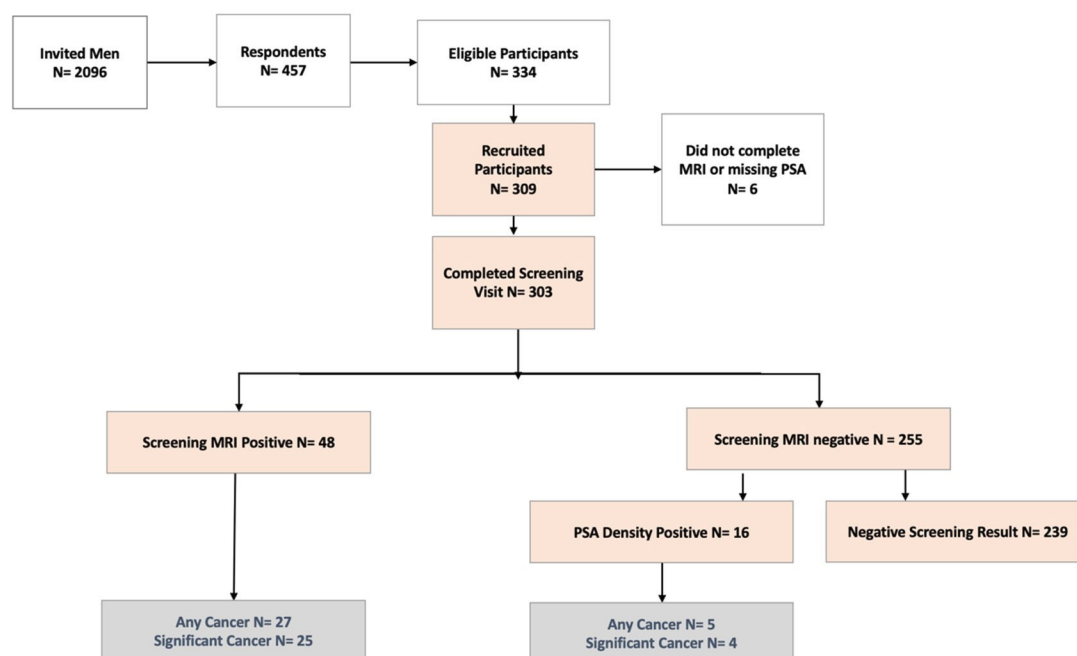 Invited Men
N= 2096
Respondents
N= 457
Eligible Participants
N= 334
Recruited
Participants
N= 309
Did not complete
MRI or missing PSA
N= 6
Completed Screening
Visit N= 303
Screening MRI Positive N= 48
Screening MRI negative N = 255
PSA Density Positive N= 16
Negative Screening Result N= 239
Any Cancer N= 27
Significant Cancer N= 25
Any Cancer N= 5
Significant Cancer N= 4